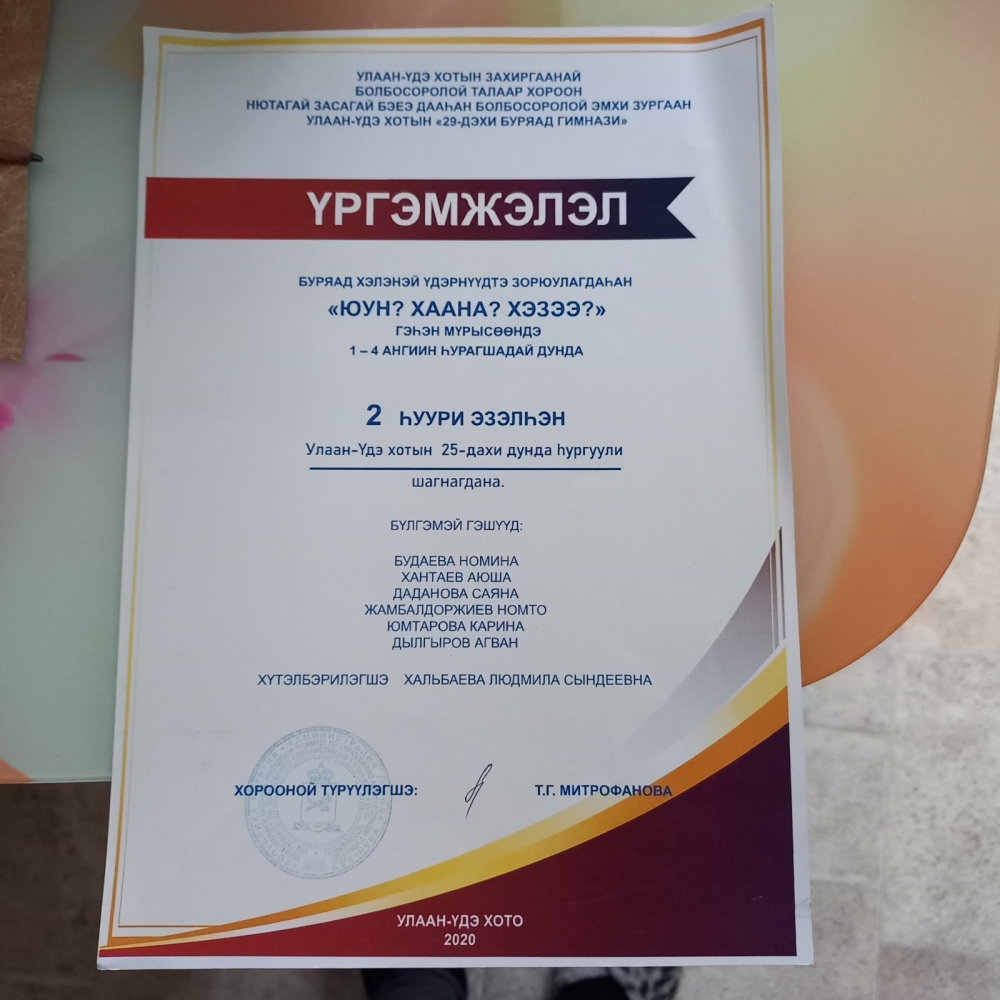 УЛААН-ҮДЭ ХОТЫН ЗАХИРГААНАЙ
БОЛБОСОРОЛОЙ ТАЛААР ХОРООН
НЮТАГАЙ ЗАСАГАЙ БЭЕЭ ДААҺАН БОЛБОСОРОЛОЙ ЭМХИ ЗУРГААН
УЛААН-ҮДЭ ХОТЫН «29-ДЭХИ БУРЯАД ГИМНАЗИ»
ҮРГЭМЖЭЛЭЛ
БУРЯАД ХЭЛЭНЭЙ ҮДЭРНҮҮДТЭ ЗОРЮУЛАГДАҺАН
«ЮУН? ХААНА? ХЭЗЭЭ?»
ГЭҺЭН МҮРЫСӨӨНДЭ
1 – 4 АНГИИН ҺУРАГШАДАЙ ДУНДА
2 ҺУУРИ ЭЗЭЛҺЭН
Улаан-Үдэ хотын 25-дахи дунда һургуули
шагнагдана.
БҮЛГЭМЭЙ ГЭШҮҮД:
БУДАЕВА НОМИНА
ХАНТАЕВ АЮША
ДАДАНОВА САЯНА
ЖАМБАЛДОРЖИЕВ НОМТО
ЮМТАРОВА КАРИНА
ДЫЛГЫРОВ АГВАН
ХҮТЭЛБЭРИЛЭГШЭ ХАЛЬБАЕВА ЛЮДМИЛА СЫНДЕЕВНА
ХОРООНОЙ ТҮРҮҮЛЭГШЭ: Т.Г. МИТРОФАНОВА
УЛААН-ҮДЭ ХОТО
2020